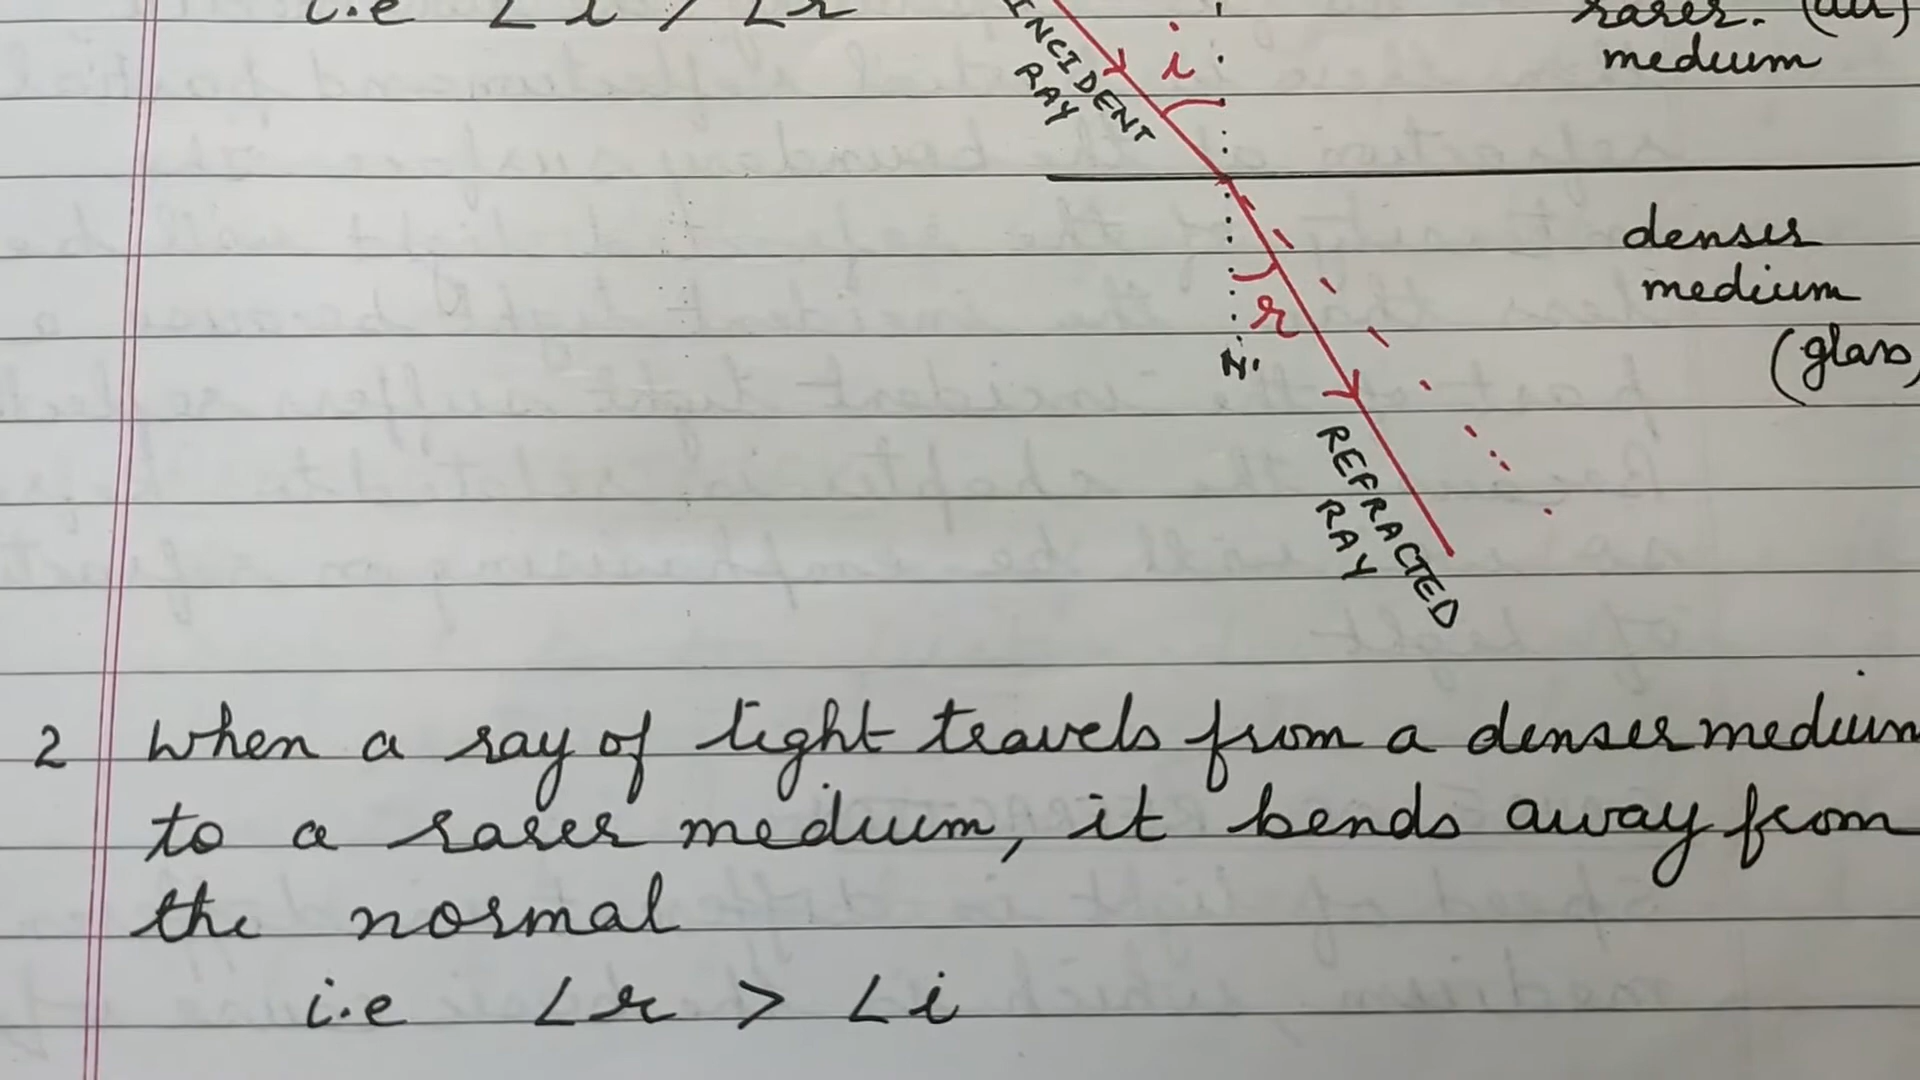 i.e ∠i > ∠r
rarer. (air)
medium
INCIDENT
RAY
i
denser
medium
(glass)
r
N'
REFRACTED
RAY
2 When a ray of light travels from a denser medium
to a rarer medium, it bends away from
the normal
i.e ∠r > ∠i